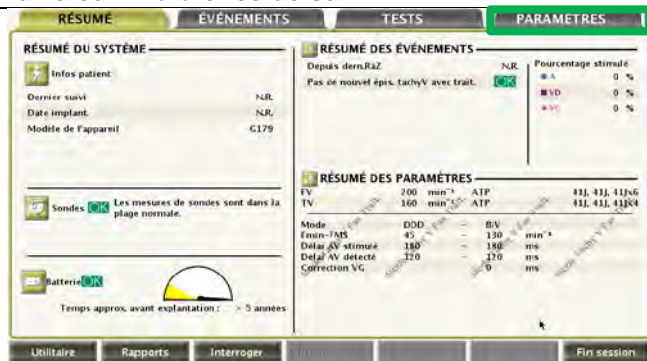 RÉSUMÉ
ÉVÉNEMENTS
TESTS
PARAMÈTRES
RÉSUMÉ DU SYSTÈME
Infos patient
Dernier suivi N.R.
Date implant. N.R.
Modèle de l'appareil G179
Sondes OK Les mesures de sondes sont dans la
plage normale.
Batterie OK
Temps approx. avant explantation : > 5 années
RÉSUMÉ DES ÉVÉNEMENTS
Depuis dern.RaZ N.R.
Pas de nouvel épis. tachyV avec trait. OK
Pourcentage stimulé
A 0 %
VD 0 %
VG 0 %
RÉSUMÉ DES PARAMÈTRES
FV 200 min⁻¹ ATP 41J, 41J, 41Jx6
TV 160 min⁻¹ ATP 41J, 41J, 41Jx4
Mode DDD - BiV
Fmin-FMS 45 - 130 min⁻¹
Délai AV stimulé 180 - 180 ms
Délai AV détecté 120 - 120 ms
Correction VG 0 ms
Utilitaire
Rapports
Interroger
Fin session